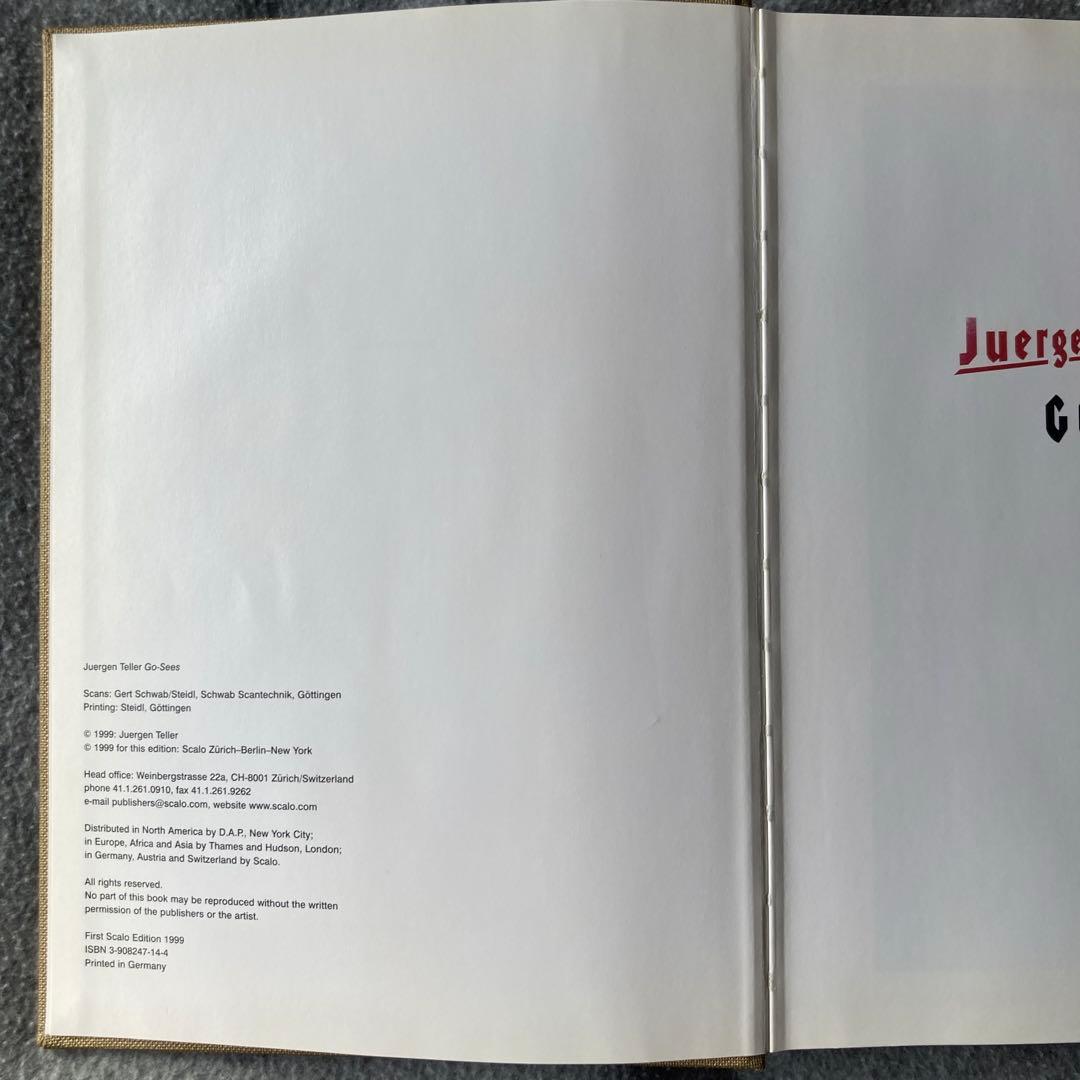 Juergen Teller Go-Sees
Scans: Gert Schwab/Steidl, Schwab Scantechnik, Göttingen
Printing: Steidl, Göttingen
© 1999: Juergen Teller
© 1999 for this edition: Scalo Zürich–Berlin–New York
Head office: Weinbergstrasse 22a, CH-8001 Zürich/Switzerland
phone 41.1.261.0910, fax 41.1.261.9262
e-mail publishers@scalo.com, website www.scalo.com
Distributed in North America by D.A.P., New York City;
in Europe, Africa and Asia by Thames and Hudson, London;
in Germany, Austria and Switzerland by Scalo.
All rights reserved.
No part of this book may be reproduced without the written
permission of the publishers or the artist.
First Scalo Edition 1999
ISBN 3-908247-14-4
Printed in Germany
Juerge
G